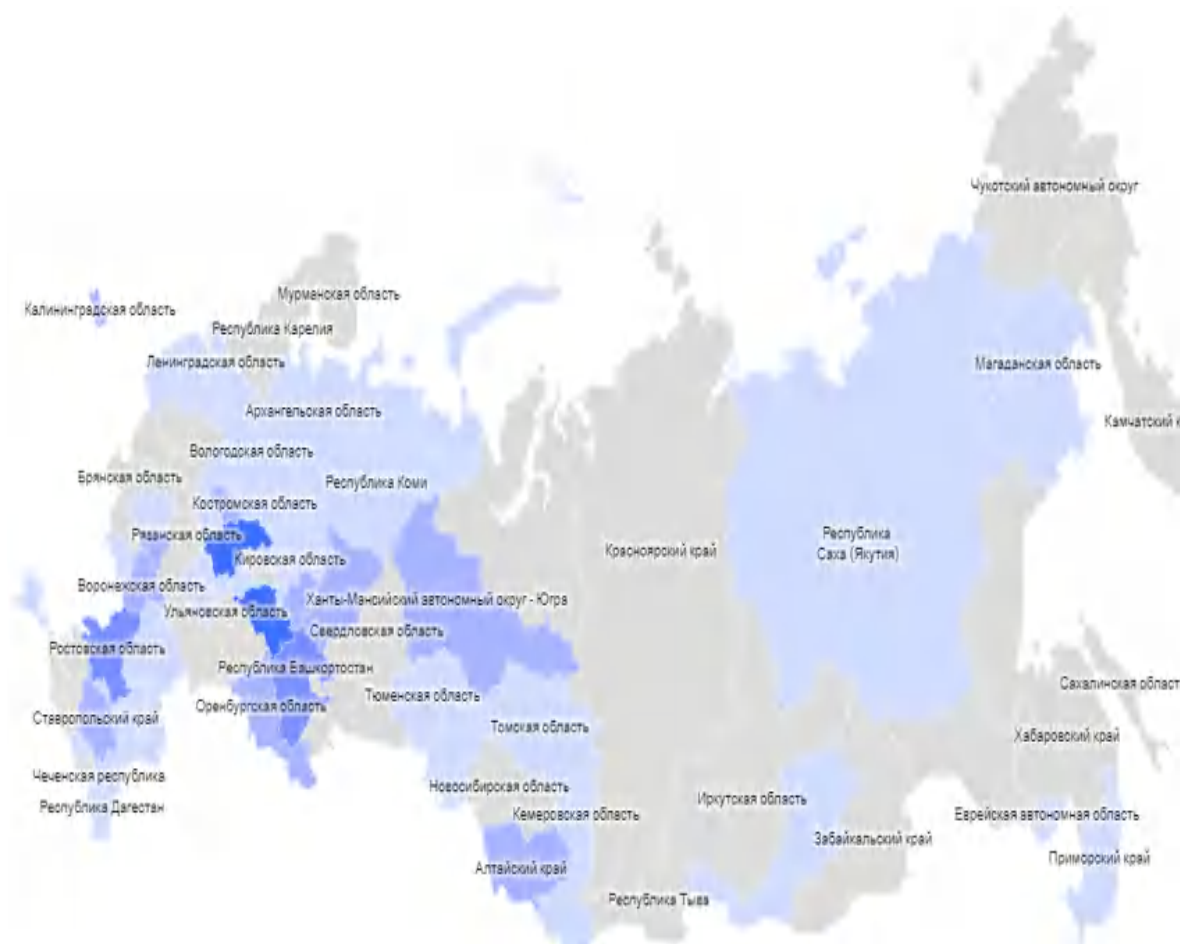 Чукотский автономный округ
Мурманская область
Калининградская область
Республика Карелия
Ленинградская область
Магаданская область
Архангельская область
Камчатский к
Вологодская область
Брянская область
Республика Коми
Костромская область
Рязанская область
Республика
Саха (Якутия)
Красноярский край
Кировская область
Воронежская область
Ханты-Мансийский автономный округ - Югра
Ульяновская область
Свердловская область
Ростовская область
Республика Башкортостан
Сахалинская област
Тюменская область
Оренбургская область
Ставропольский край
Томская область
Хабаровский край
Чеченская республика
Новосибирская область
Иркутская область
Республика Дагестан
Кемеровская область
Еврейская автономная область
Забайкальский край
Приморский край
Алтайский край
Республика Тыва